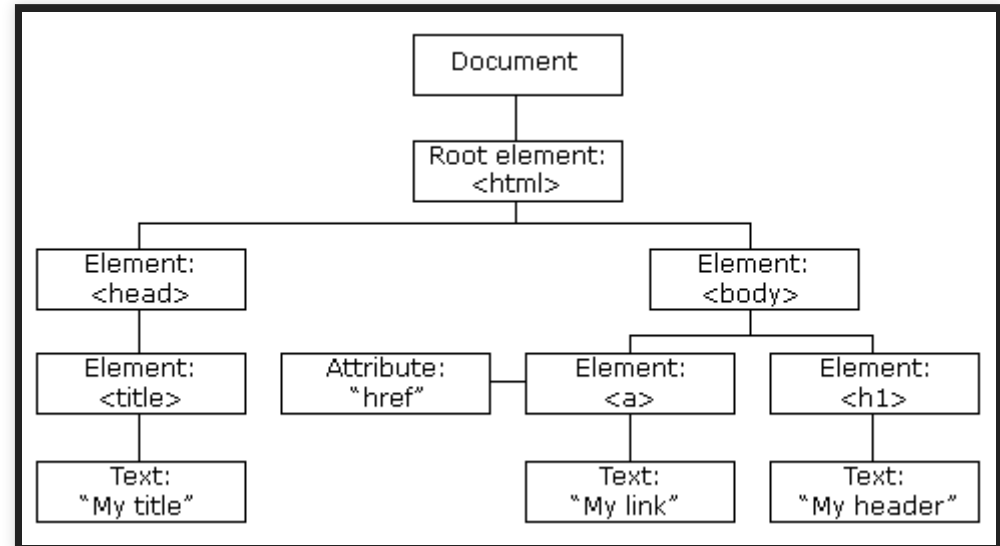 Document
Root element:
<html>
Element:
<head>
Element:
<body>
Element:
<title>
Attribute:
“href”
Element:
<a>
Element:
<h1>
Text:
“My title”
Text:
“My link”
Text:
“My header”